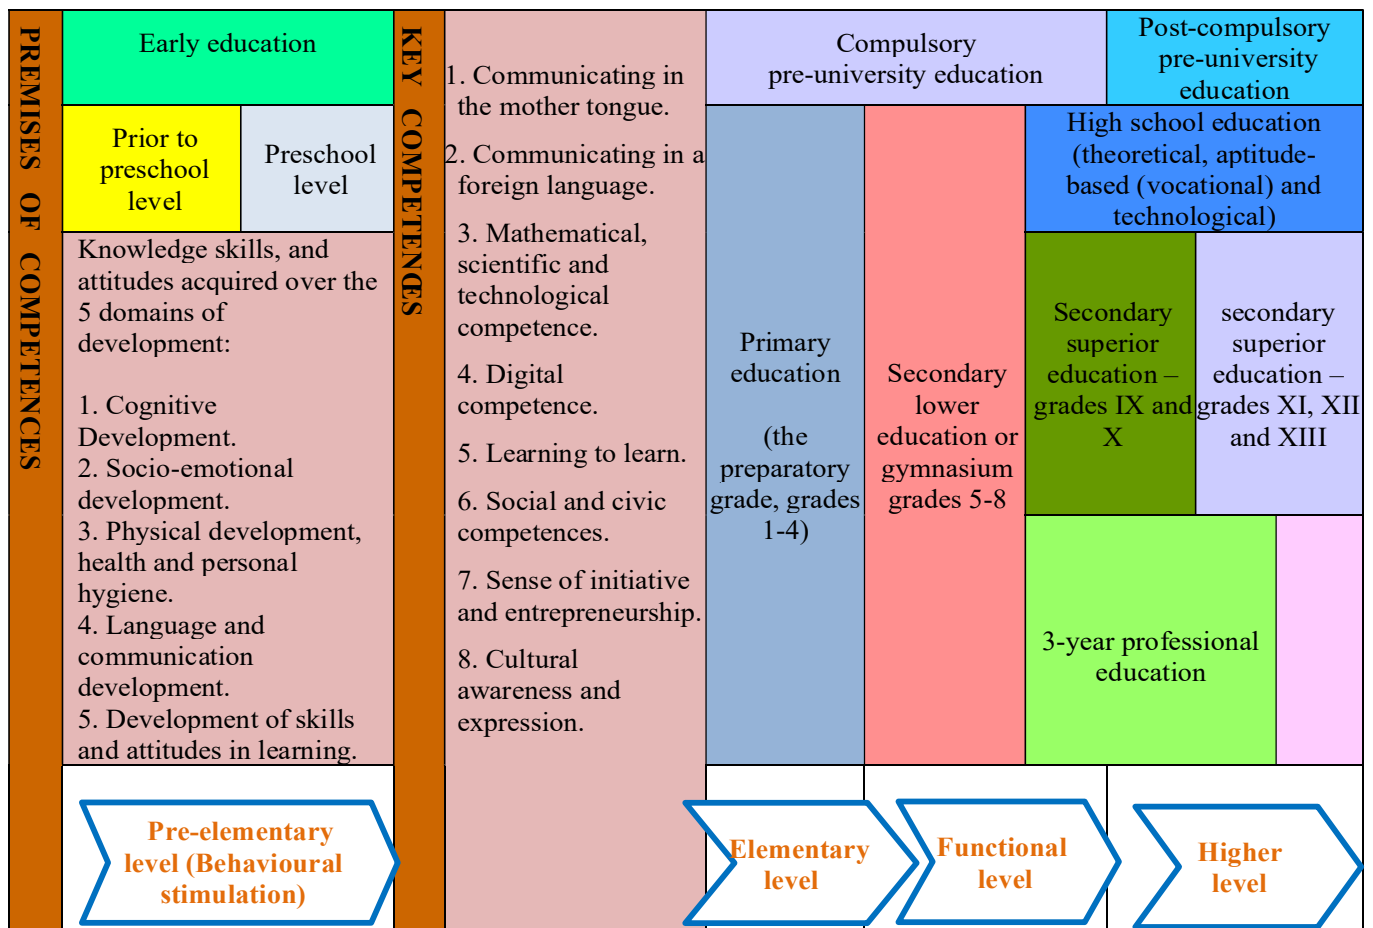 PREMISES OF COMPETENCES
Early education
Prior to
preschool
level
Preschool
level
Knowledge skills, and
attitudes acquired over the
5 domains of
development:
1. Cognitive
Development.
2. Socio-emotional
development.
3. Physical development,
health and personal
hygiene.
4. Language and
communication
development.
5. Development of skills
and attitudes in learning.
Pre-elementary
level (Behavioural
stimulation)
KEY COMPETENCES
1. Communicating in
the mother tongue.
2. Communicating in a
foreign language.
3. Mathematical,
scientific and
technological
competence.
4. Digital
competence.
5. Learning to learn.
6. Social and civic
competences.
7. Sense of initiative
and entrepreneurship.
8. Cultural
awareness and
expression.
Compulsory
pre-university education
Post-compulsory
pre-university
education
Primary
education
(the
preparatory
grade, grades
1-4)
Secondary
lower
education or
gymnasium
grades 5-8
High school education
(theoretical, aptitude-
based (vocational) and
technological)
Secondary
superior
education –
grades IX and
X
secondary
superior
education –
grades XI, XII
and XIII
3-year professional
education
Elementary
level
Functional
level
Higher
level